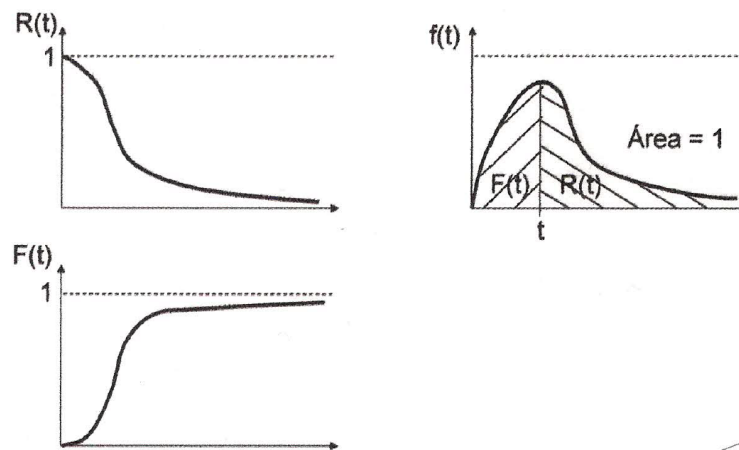 R(t)
1
f(t)
Área = 1
F(t)
R(t)
t
F(t)
1